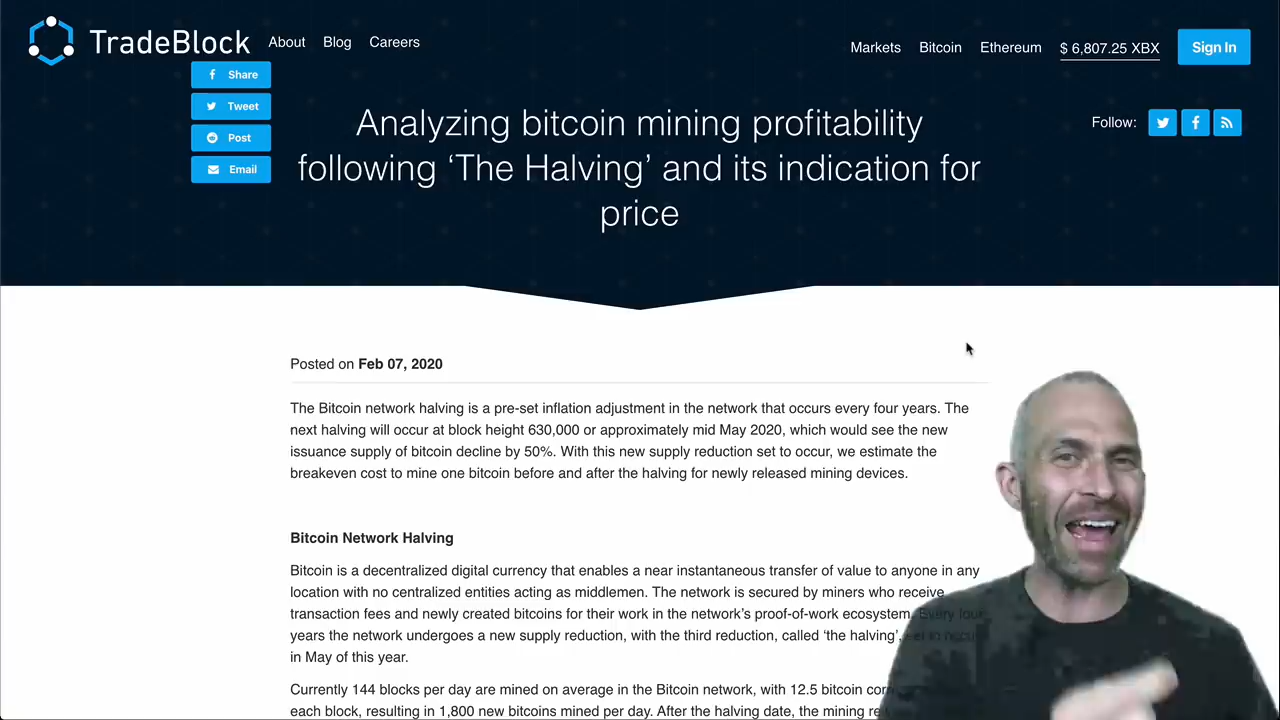 TradeBlock
About Blog Careers
Markets Bitcoin Ethereum $ 6,807.25 XBX Sign In
Share
Tweet
Post
Email
Follow:
Analyzing bitcoin mining profitability
following ‘The Halving’ and its indication for
price
Posted on Feb 07, 2020
The Bitcoin network halving is a pre-set inflation adjustment in the network that occurs every four years. The
next halving will occur at block height 630,000 or approximately mid May 2020, which would see the new
issuance supply of bitcoin decline by 50%. With this new supply reduction set to occur, we estimate the
breakeven cost to mine one bitcoin before and after the halving for newly released mining devices.
Bitcoin Network Halving
Bitcoin is a decentralized digital currency that enables a near instantaneous transfer of value to anyone in any
location with no centralized entities acting as middlemen. The network is secured by miners who receive
transaction fees and newly created bitcoins for their work in the network’s proof-of-work ecosystem. Every four
years the network undergoes a new supply reduction, with the third reduction, called ‘the halving’,
in May of this year.
Currently 144 blocks per day are mined on average in the Bitcoin network, with 12.5 bitcoin
each block, resulting in 1,800 new bitcoins mined per day. After the halving date, the mining